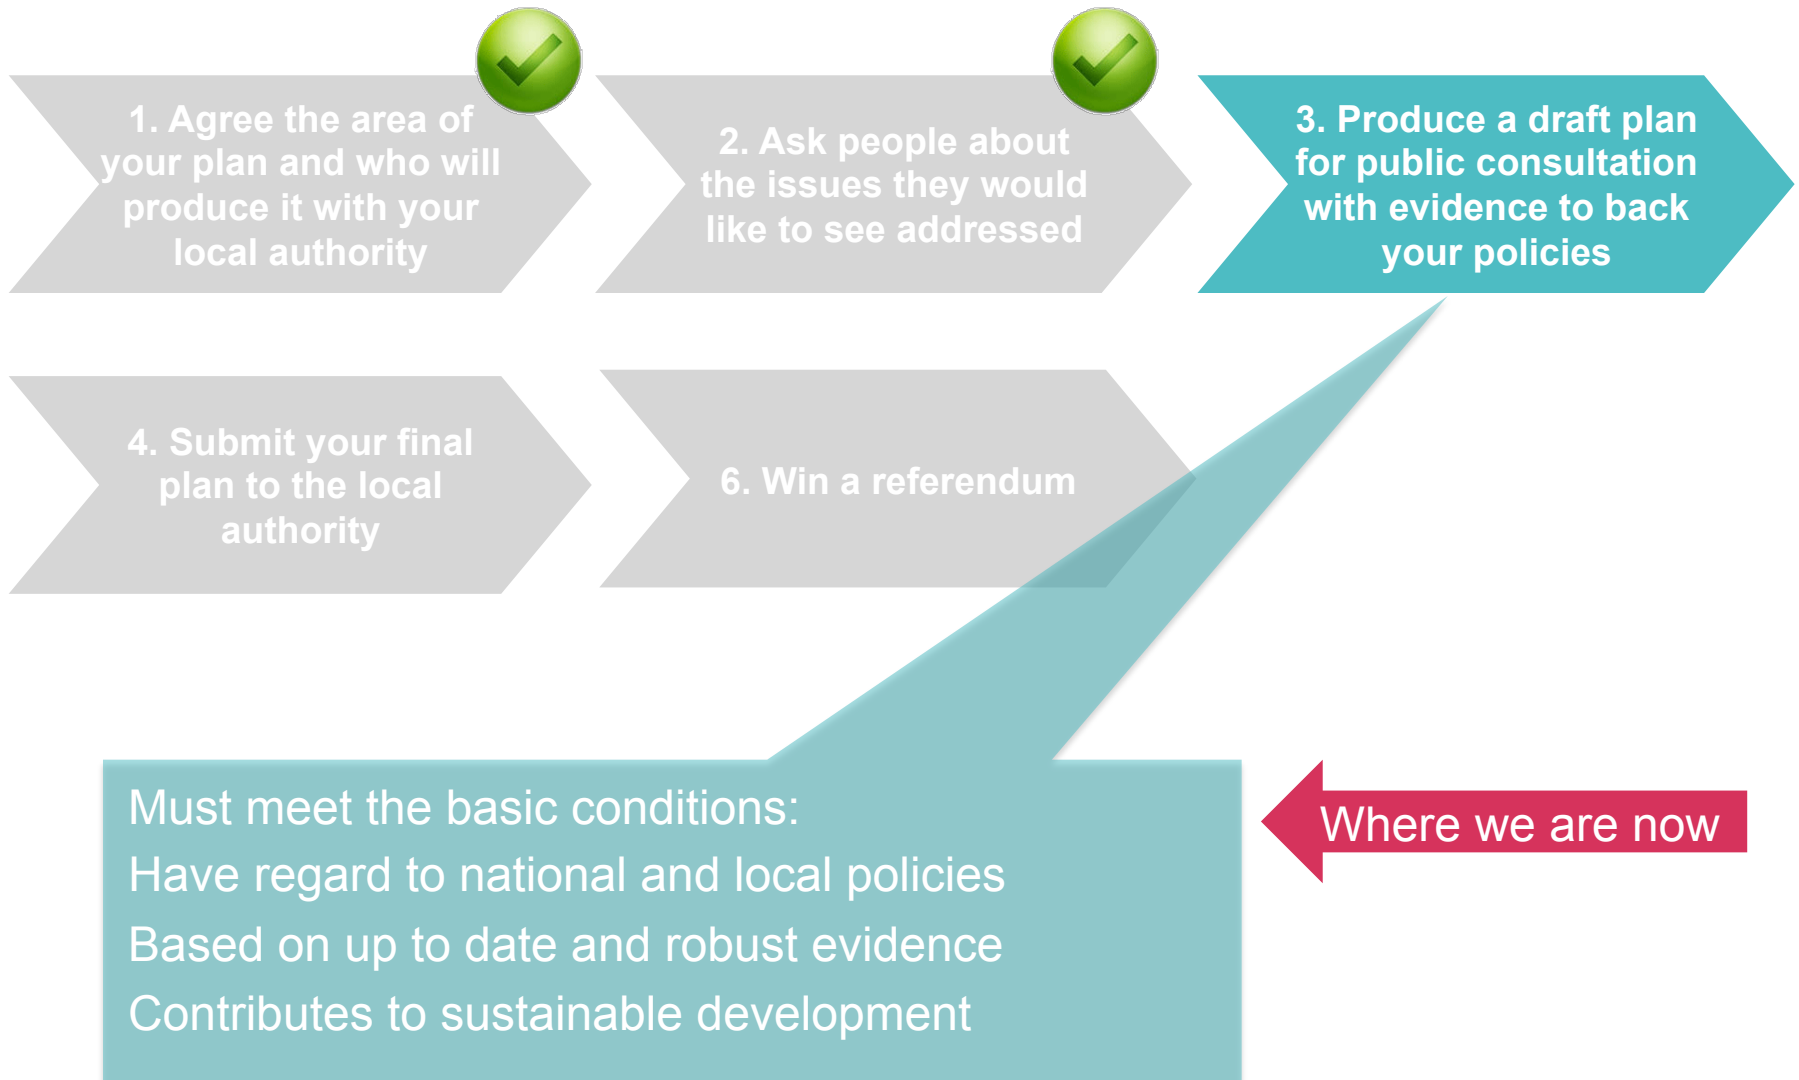 1. Agree the area of
your plan and who will
produce it with your
local authority
2. Ask people about
the issues they would
like to see addressed
3. Produce a draft plan
for public consultation
with evidence to back
your policies
4. Submit your final
plan to the local
authority
6. Win a referendum
Must meet the basic conditions:
Have regard to national and local policies
Based on up to date and robust evidence
Contributes to sustainable development
Where we are now